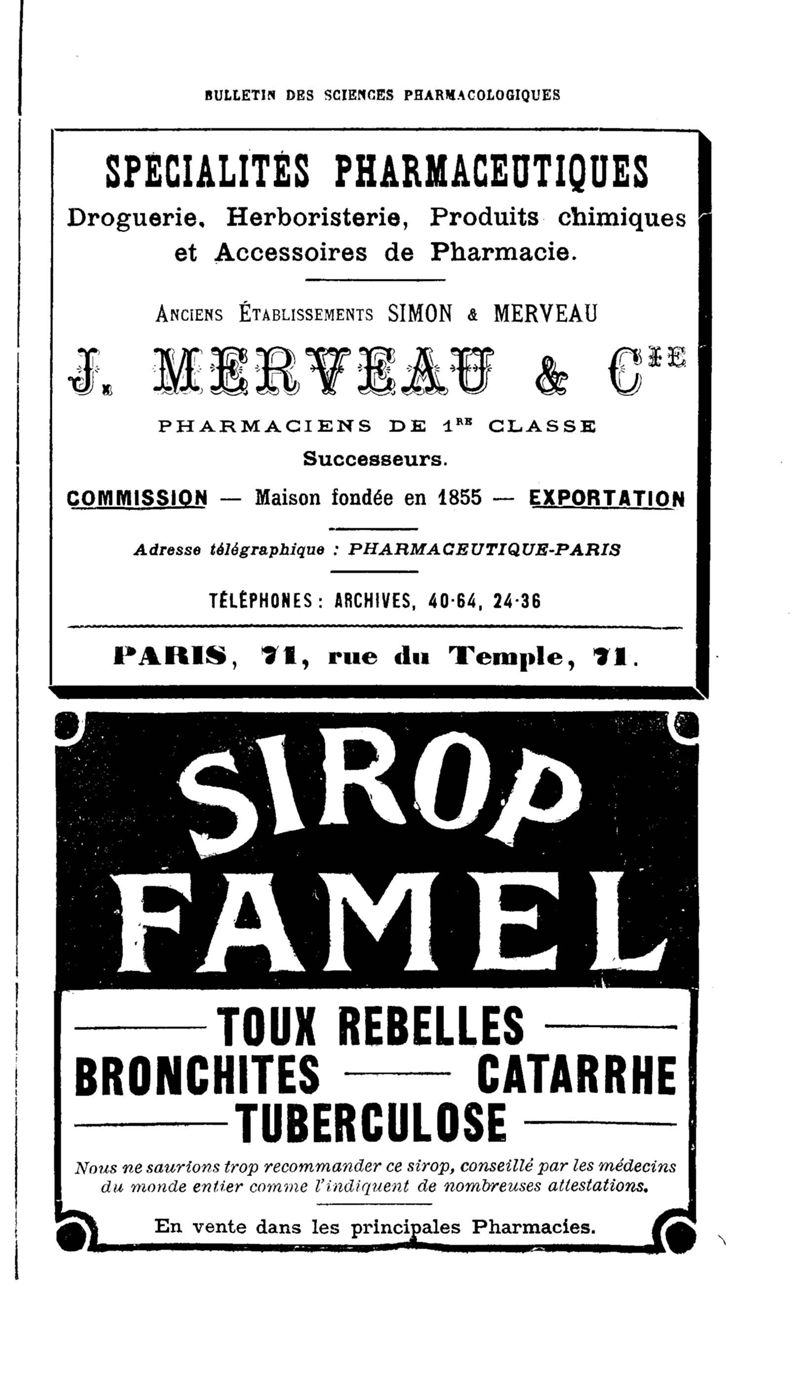 BULLETIN DES SCIENCES PHARMACOLOGIQUES
SPÉCIALITÉS PHARMACEUTIQUES
Droguerie, Herboristerie, Produits chimiques
et Accessoires de Pharmacie.
ANCIENS ÉTABLISSEMENTS SIMON & MERVEAU
J. MERVEAU & CIE
PHARMACIENS DE 1RE CLASSE
Successeurs.
COMMISSION — Maison fondée en 1855 — EXPORTATION
Adresse télégraphique : PHARMACEUTIQUE-PARIS
TÉLÉPHONES : ARCHIVES, 40-64, 24-36
PARIS, 71, rue du Temple, 71.
SIROP
FAMEL
TOUX REBELLES
BRONCHITES — CATARRHE
TUBERCULOSE
Nous ne saurions trop recommander ce sirop, conseillé par les médecins
du monde entier comme l'indiquent de nombreuses attestations.
En vente dans les principales Pharmacies.